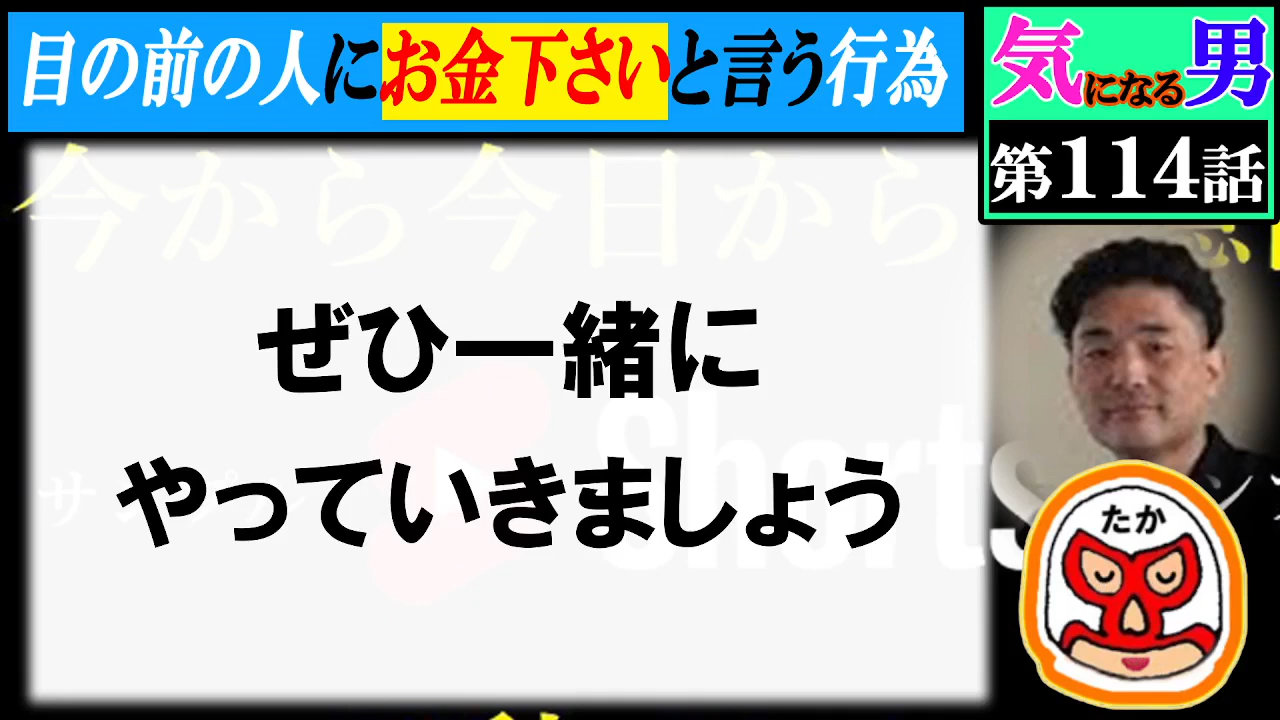 目の前の人にお金下さいと言う行為
気になる男
第114話
今から今日から
ぜひ一緒に
Shorts
やっていきましょう
たか